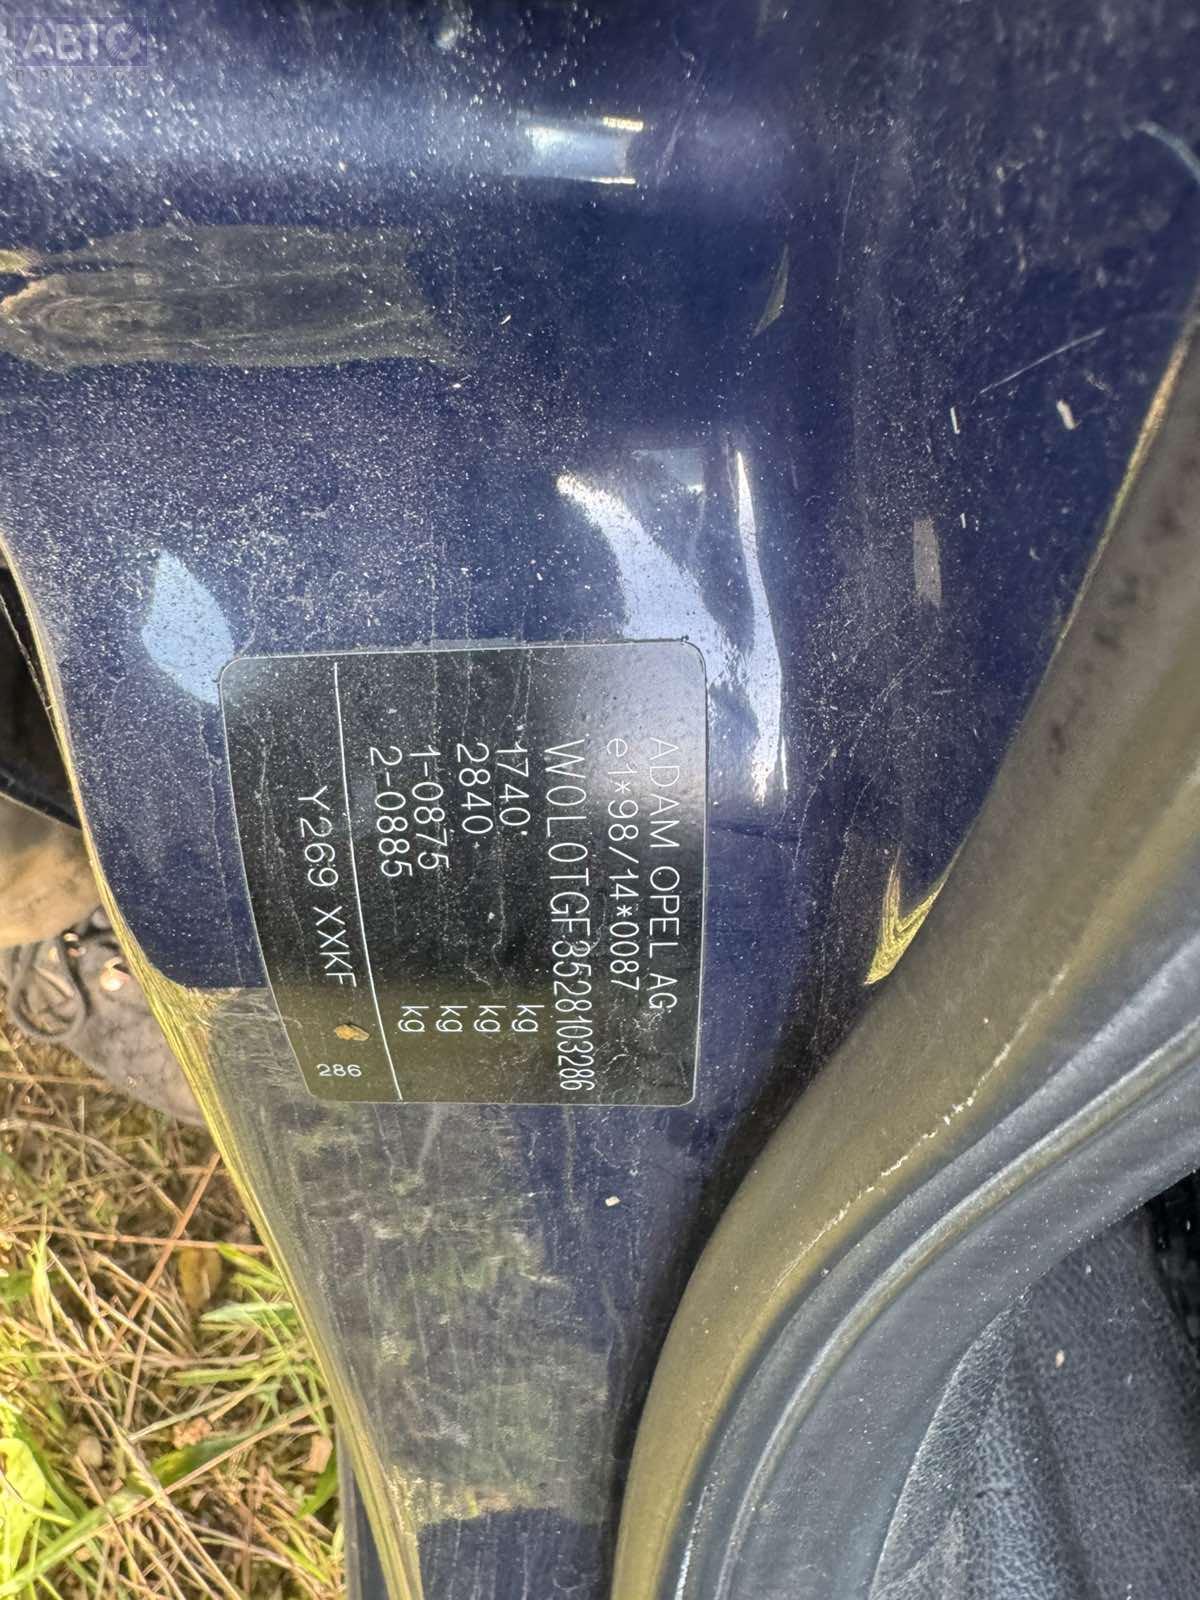 АВТО
ПРИВОЗ
ADAM OPEL AG
e1*98/14*0087
W0L0TGF3528103286
1740 kg
2840 kg
1-0875 kg
2-0885 kg
Y269 XXKF 286